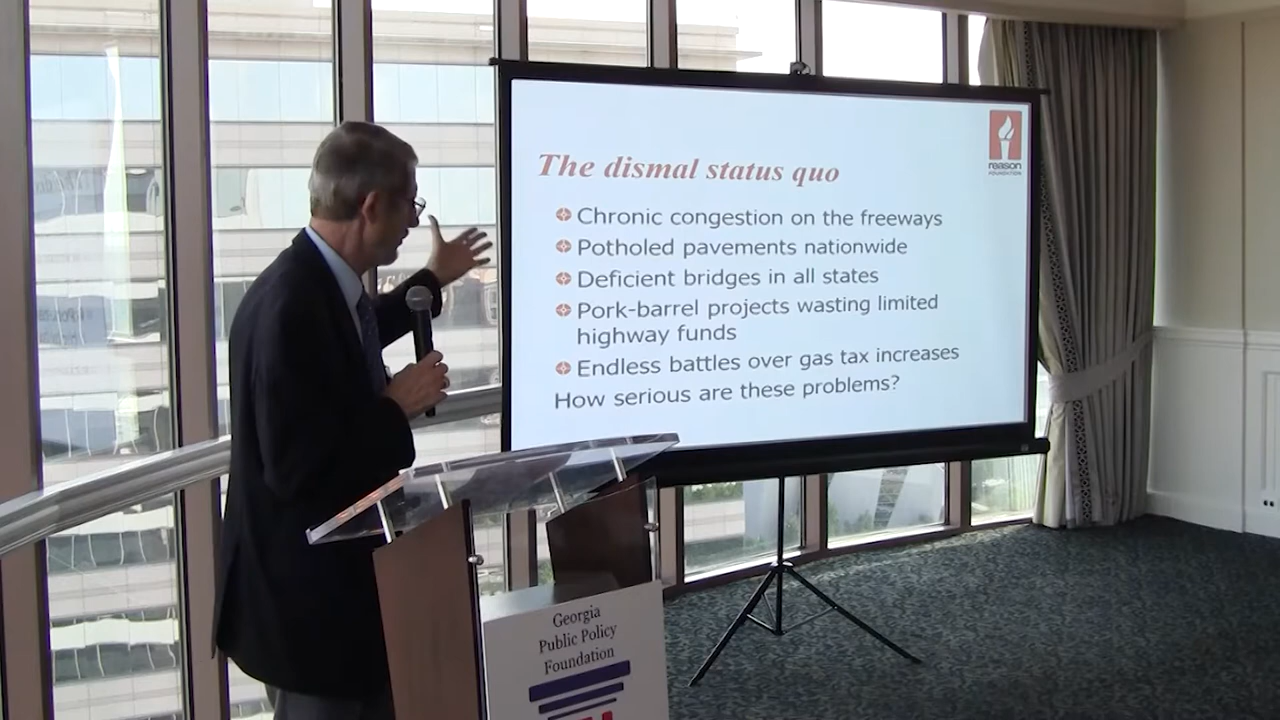 reason
FOUNDATION
The dismal status quo
Chronic congestion on the freeways
Potholed pavements nationwide
Deficient bridges in all states
Pork-barrel projects wasting limited
highway funds
Endless battles over gas tax increases
How serious are these problems?
Georgia
Public Policy
Foundation